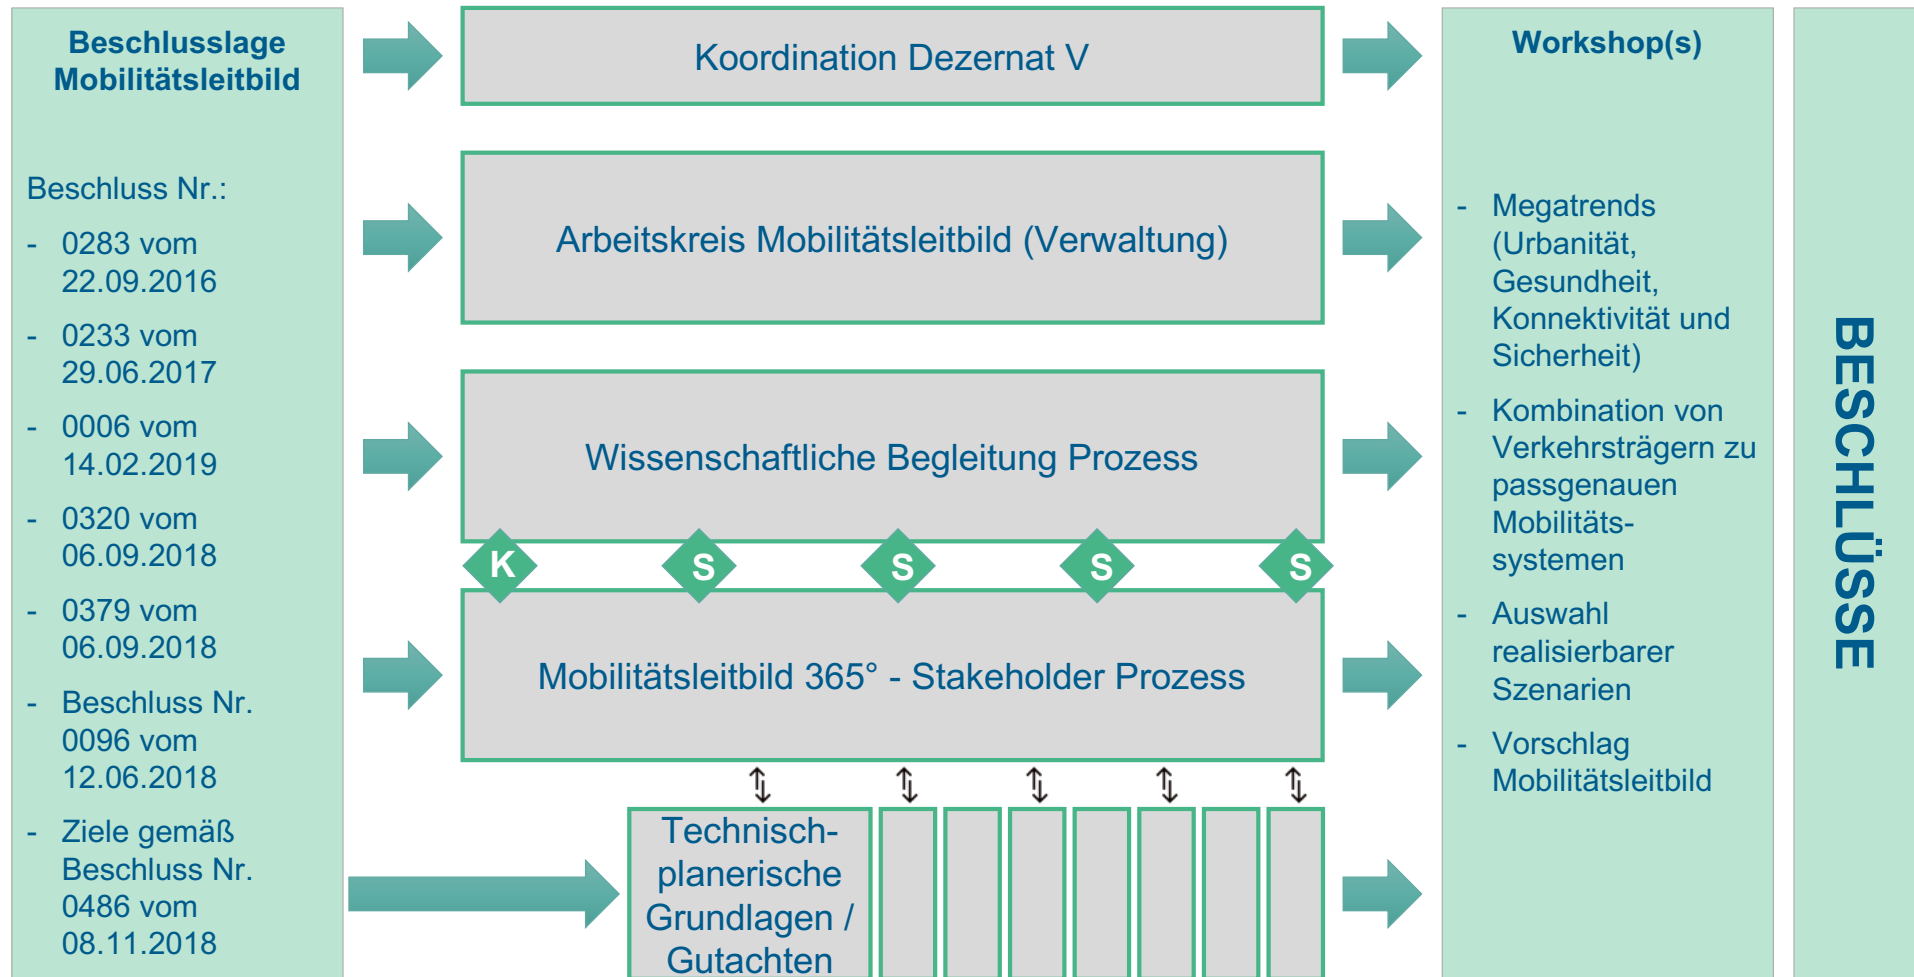 Beschlusslage
Mobilitätsleitbild
Beschluss Nr.:
- 0283 vom
22.09.2016
- 0233 vom
29.06.2017
- 0006 vom
14.02.2019
- 0320 vom
06.09.2018
- 0379 vom
06.09.2018
- Beschluss Nr.
0096 vom
12.06.2018
- Ziele gemäß
Beschluss Nr.
0486 vom
08.11.2018
Koordination Dezernat V
Arbeitskreis Mobilitätsleitbild (Verwaltung)
Wissenschaftliche Begleitung Prozess
K S S S S
Mobilitätsleitbild 365° - Stakeholder Prozess
Technisch-
planerische
Grundlagen /
Gutachten
Workshop(s)
- Megatrends
(Urbanität,
Gesundheit,
Konnektivität und
Sicherheit)
- Kombination von
Verkehrsträgern zu
passgenauen
Mobilitäts-
systemen
- Auswahl
realisierbarer
Szenarien
- Vorschlag
Mobilitätsleitbild
BESCHLÜSSE